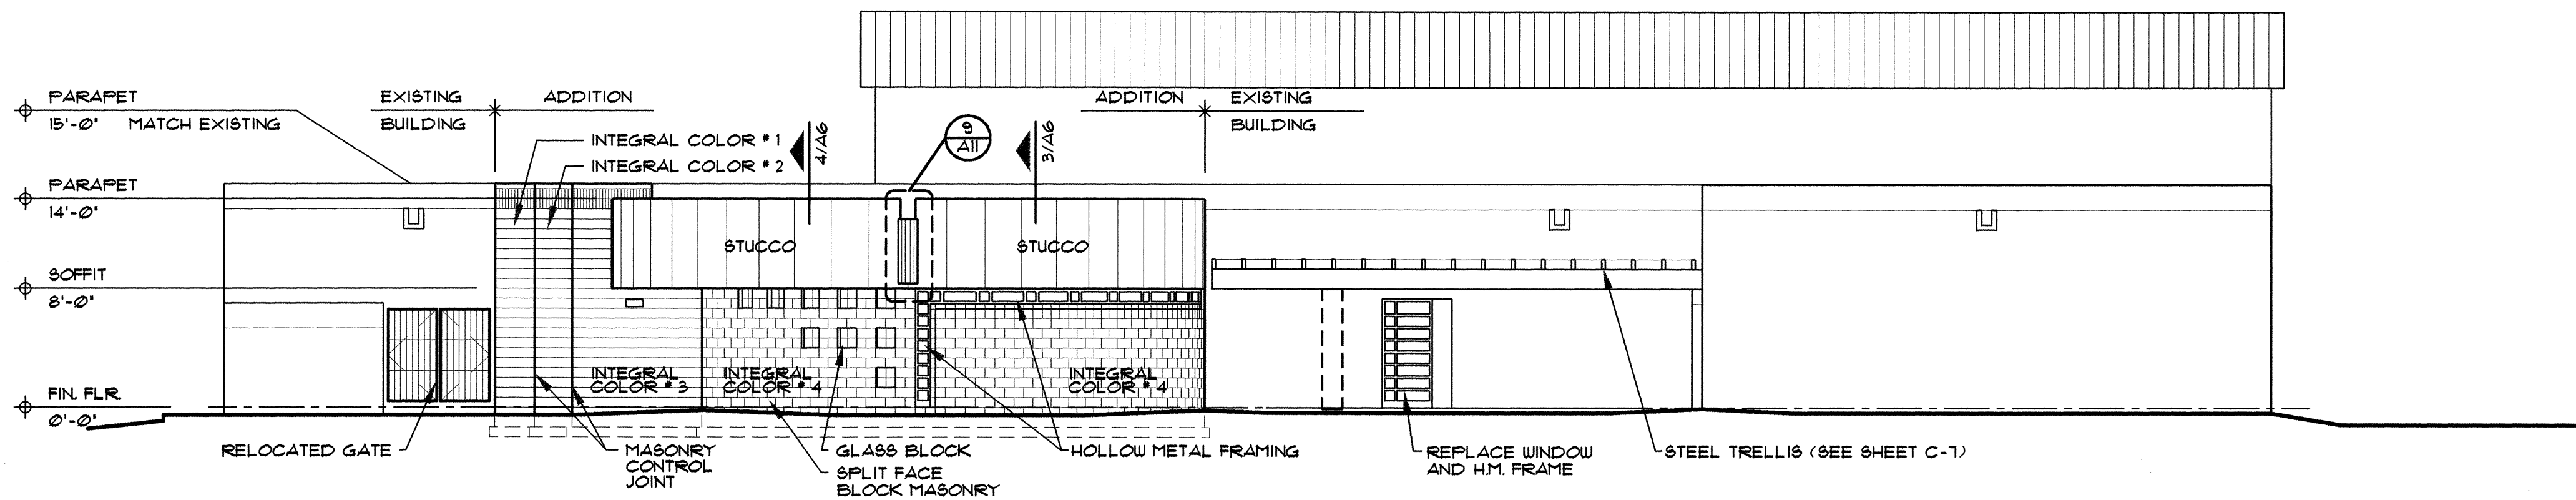 PARAPET
15'-0" MATCH EXISTING
EXISTING
BUILDING
ADDITION
ADDITION
EXISTING
BUILDING
INTEGRAL COLOR #1
INTEGRAL COLOR #2
4/A6
9
A11
3/A6
PARAPET
14'-0"
STUCCO
STUCCO
SOFFIT
8'-0"
INTEGRAL
COLOR #3
INTEGRAL
COLOR #4
INTEGRAL
COLOR #4
FIN. FLR.
0'-0"
RELOCATED GATE
MASONRY
CONTROL
JOINT
GLASS BLOCK
SPLIT FACE
BLOCK MASONRY
HOLLOW METAL FRAMING
REPLACE WINDOW
AND H.M. FRAME
STEEL TRELLIS (SEE SHEET C-7)